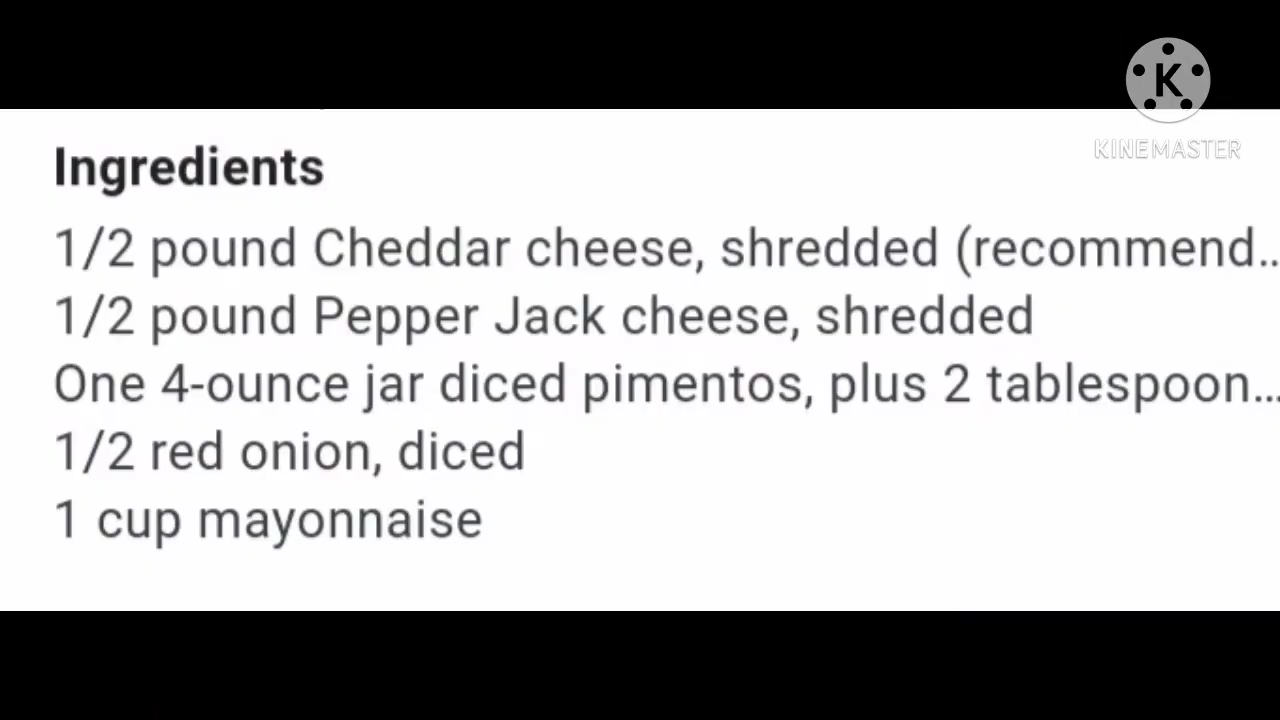 K
KINEMASTER
Ingredients
1/2 pound Cheddar cheese, shredded (recommend...
1/2 pound Pepper Jack cheese, shredded
One 4-ounce jar diced pimentos, plus 2 tablespoon...
1/2 red onion, diced
1 cup mayonnaise